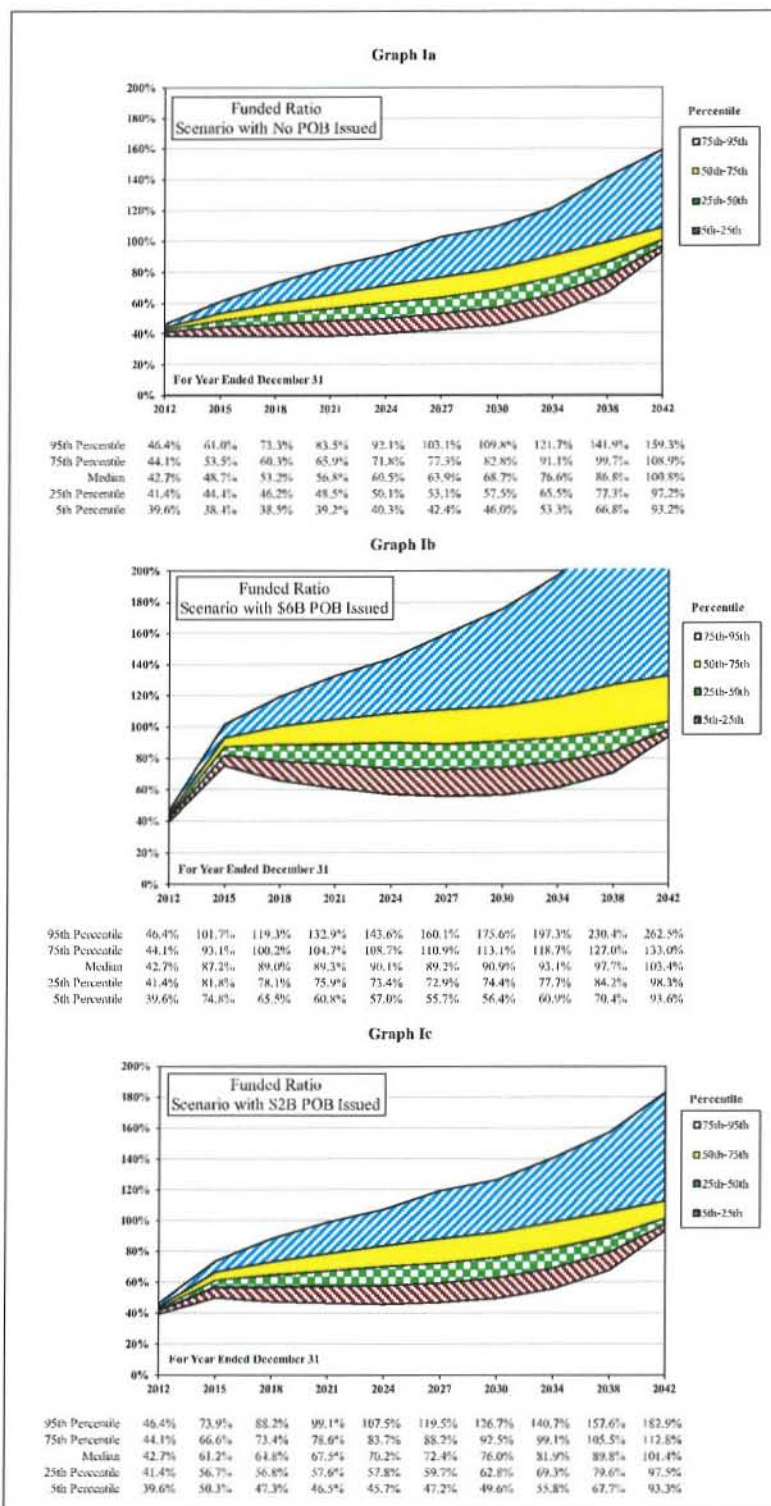 Graph Ia
Funded Ratio
Scenario with No POB Issued
200%
180%
160%
140%
120%
100%
80%
60%
40%
20%
0%
For Year Ended December 31
2012 2015 2018 2021 2024 2027 2030 2034 2038 2042
Percentile
75th-95th
50th-75th
25th-50th
5th-25th
95th Percentile 46.4% 61.0% 73.3% 83.5% 92.1% 103.1% 109.8% 121.7% 141.9% 159.3%
75th Percentile 44.1% 53.5% 60.3% 65.9% 71.8% 77.3% 82.8% 91.1% 99.7% 108.9%
Median 42.7% 48.7% 53.2% 56.8% 60.5% 63.9% 68.7% 76.6% 86.8% 100.8%
25th Percentile 41.4% 44.4% 46.2% 48.5% 50.1% 53.1% 57.5% 65.5% 77.3% 97.2%
5th Percentile 39.6% 38.4% 38.5% 39.2% 40.3% 42.4% 46.0% 53.3% 66.8% 93.2%
Graph Ib
Funded Ratio
Scenario with $6B POB Issued
200%
180%
160%
140%
120%
100%
80%
60%
40%
20%
0%
For Year Ended December 31
2012 2015 2018 2021 2024 2027 2030 2034 2038 2042
Percentile
75th-95th
50th-75th
25th-50th
5th-25th
95th Percentile 46.4% 101.7% 119.3% 132.9% 143.6% 160.1% 175.6% 197.3% 230.4% 262.5%
75th Percentile 44.1% 93.1% 100.2% 104.7% 108.7% 110.9% 113.1% 118.7% 127.0% 133.0%
Median 42.7% 87.2% 89.0% 89.3% 90.1% 89.2% 90.9% 93.1% 97.7% 103.4%
25th Percentile 41.4% 81.8% 78.1% 75.9% 73.4% 72.9% 74.4% 77.7% 84.2% 98.3%
5th Percentile 39.6% 74.8% 65.5% 60.8% 57.0% 55.7% 56.4% 60.9% 70.4% 93.6%
Graph Ic
Funded Ratio
Scenario with $2B POB Issued
200%
180%
160%
140%
120%
100%
80%
60%
40%
20%
0%
For Year Ended December 31
2012 2015 2018 2021 2024 2027 2030 2034 2038 2042
Percentile
75th-95th
50th-75th
25th-50th
5th-25th
95th Percentile 46.4% 73.9% 88.2% 99.1% 107.5% 119.5% 126.7% 140.7% 157.6% 182.9%
75th Percentile 44.1% 66.6% 73.4% 78.6% 83.7% 88.2% 92.5% 99.1% 105.5% 112.8%
Median 42.7% 61.2% 64.8% 67.5% 70.2% 72.4% 76.0% 81.9% 89.8% 101.4%
25th Percentile 41.4% 56.7% 56.8% 57.6% 57.8% 59.7% 62.8% 69.3% 79.6% 97.5%
5th Percentile 39.6% 50.3% 47.3% 46.5% 45.7% 47.2% 49.6% 55.8% 67.7% 93.3%